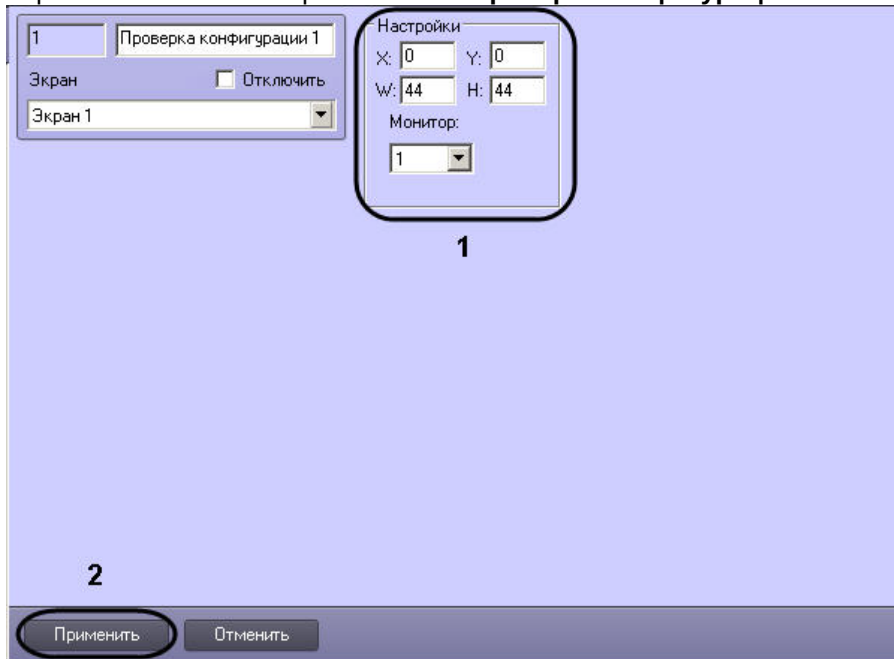 1
Проверка конфигурации 1
Экран
Отключить
Экран 1
Настройки
X: 0 Y: 0
W: 44 H: 44
Монитор:
1
1
2
Применить
Отменить